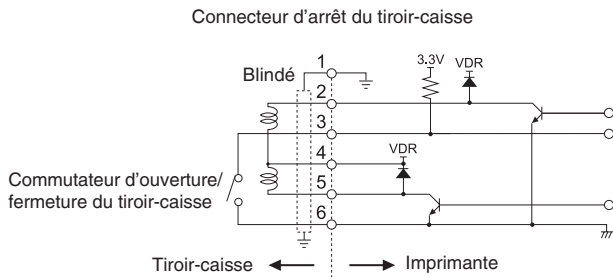 Connecteur d'arrêt du tiroir-caisse
Blindé
1
2
3
4
5
6
3.3V
VDR
VDR
Commutateur d'ouverture/
fermeture du tiroir-caisse
Tiroir-caisse
Imprimante